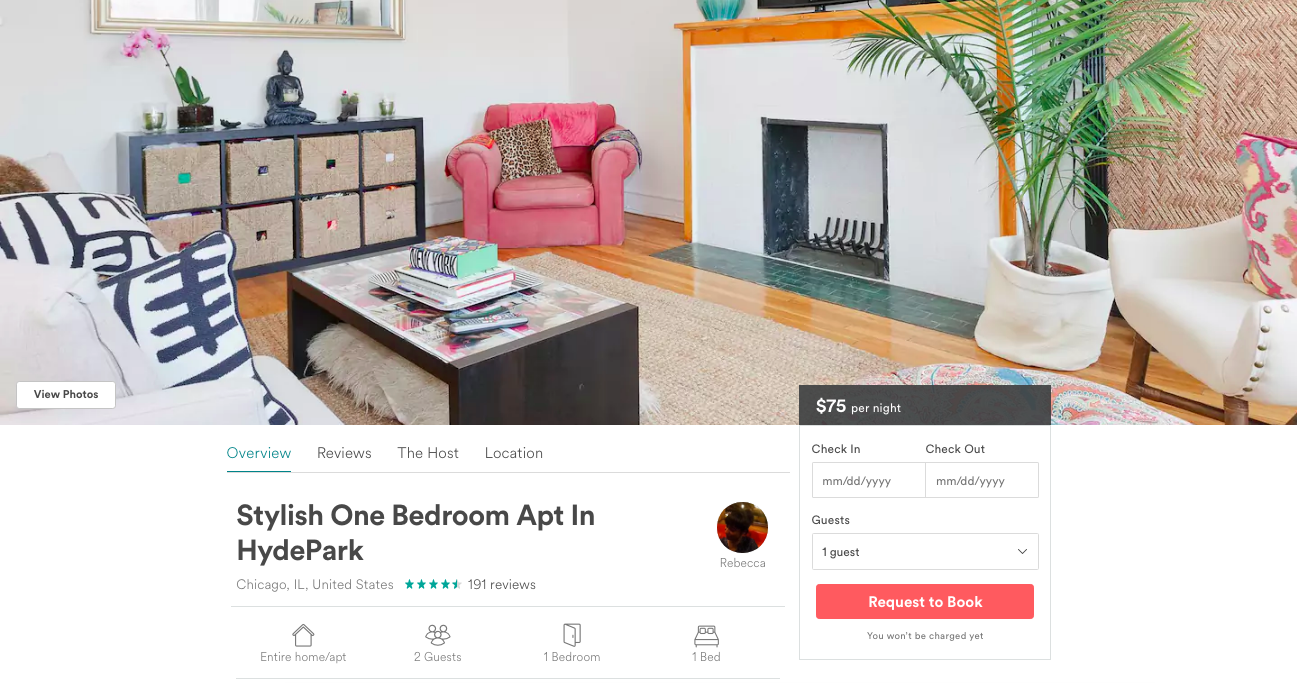 NEW YORK
View Photos
$75 per night
Overview Reviews The Host Location
Check In Check Out
mm/dd/yyyy mm/dd/yyyy
Stylish One Bedroom Apt In
HydePark
Rebecca
Chicago, IL, United States 191 reviews
Guests
1 guest
Request to Book
You won't be charged yet
Entire home/apt 2 Guests 1 Bedroom 1 Bed